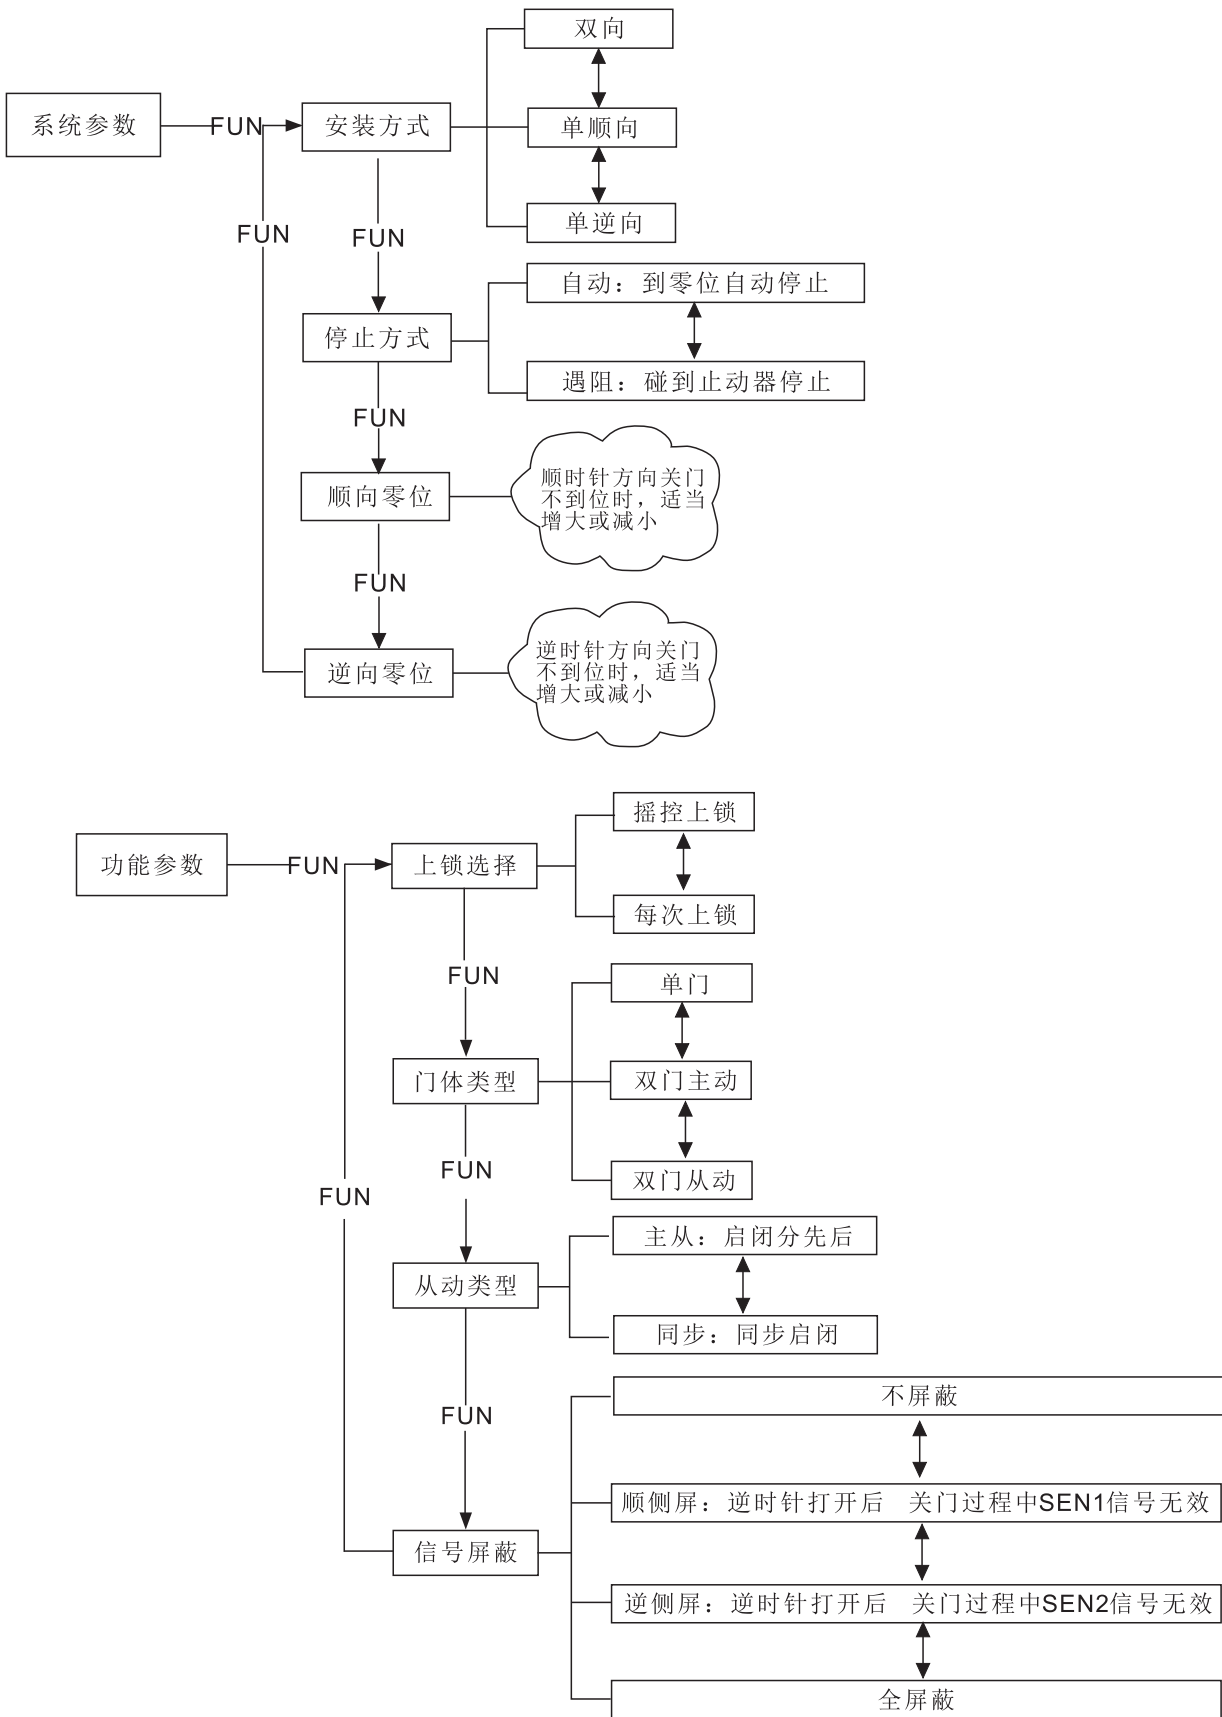 双向
系统参数
FUN
安装方式
单顺向
单逆向
FUN
FUN
自动：到零位自动停止
停止方式
遇阻：碰到止动器停止
FUN
顺向零位
顺时针方向关门
不到位时，适当
增大或减小
FUN
逆向零位
逆时针方向关门
不到位时，适当
增大或减小
摇控上锁
功能参数
FUN
上锁选择
每次上锁
FUN
单门
门体类型
双门主动
FUN
双门从动
FUN
主从：启闭分先后
从动类型
同步：同步启闭
不屏蔽
FUN
顺侧屏：逆时针打开后 关门过程中SEN1信号无效
信号屏蔽
逆侧屏：逆时针打开后 关门过程中SEN2信号无效
全屏蔽